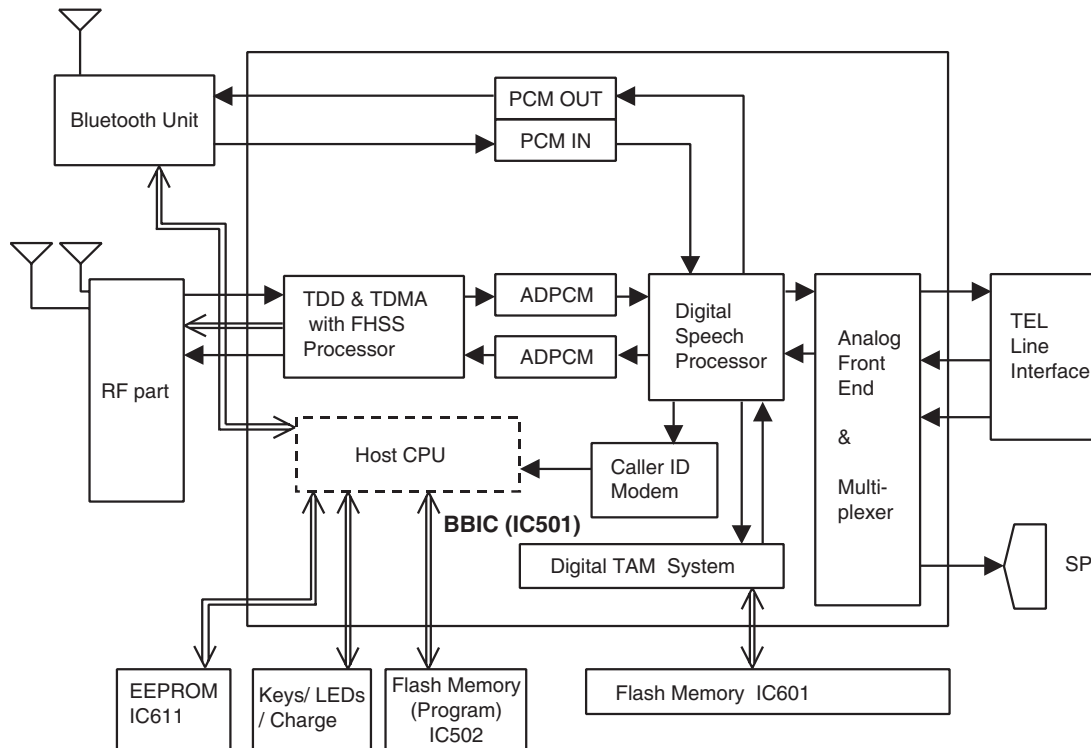 PCM OUT
Bluetooth Unit
PCM IN
TDD & TDMA
with FHSS
Processor
ADPCM
ADPCM
Digital
Speech
Processor
Analog
Front
End
&
Multi-
plexer
TEL
Line
Interface
RF part
Host CPU
Caller ID
Modem
BBIC (IC501)
Digital TAM System
SP
EEPROM
IC611
Keys/ LEDs
/ Charge
Flash Memory
(Program)
IC502
Flash Memory IC601